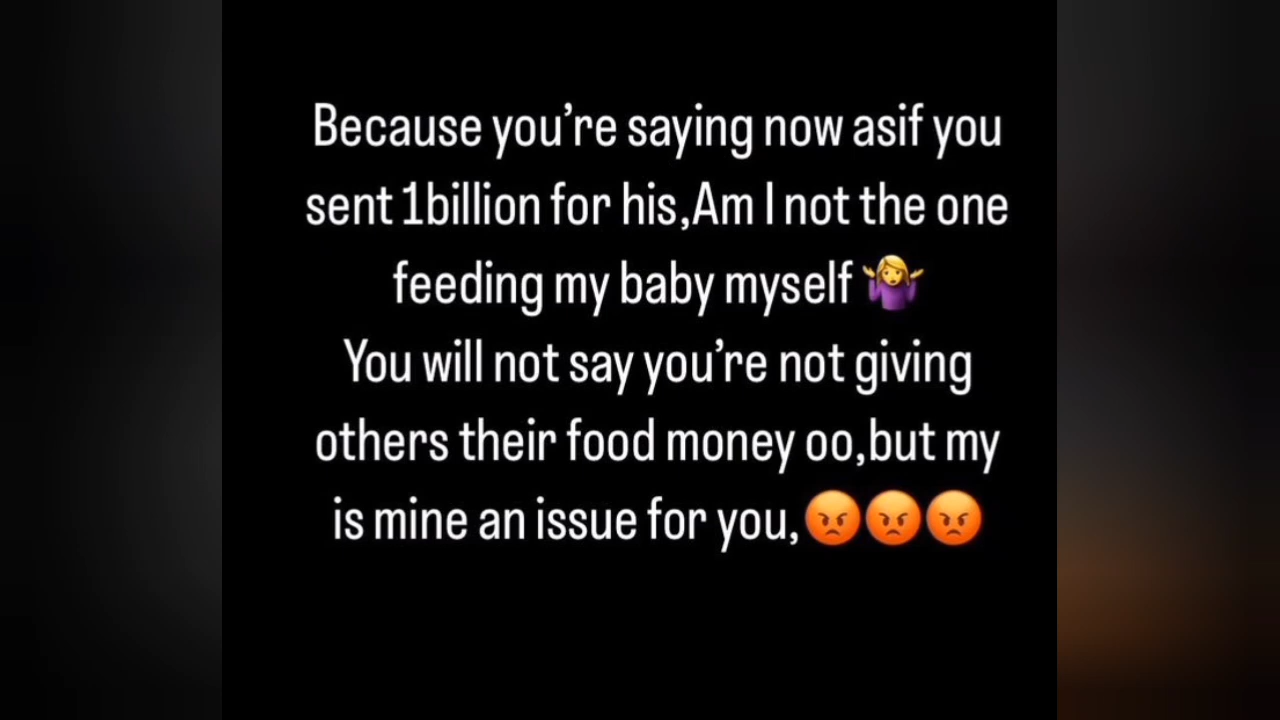 Because you’re saying now asif you
sent 1billion for his,Am I not the one
feeding my baby myself 🤷‍♀️
You will not say you’re not giving
others their food money oo,but my
is mine an issue for you,😡😡😡